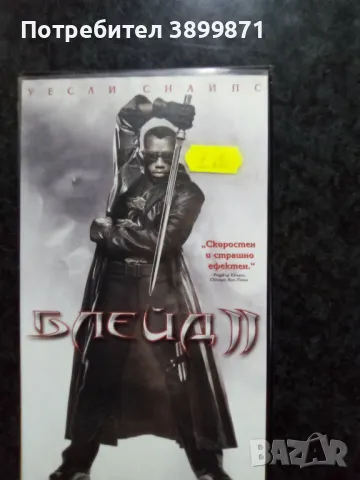 Потребител 3899871
УЕСЛИ СНАЙПС
„Скоростен
и страшно
ефектен.“
БЛЕЙД II
BAZAR